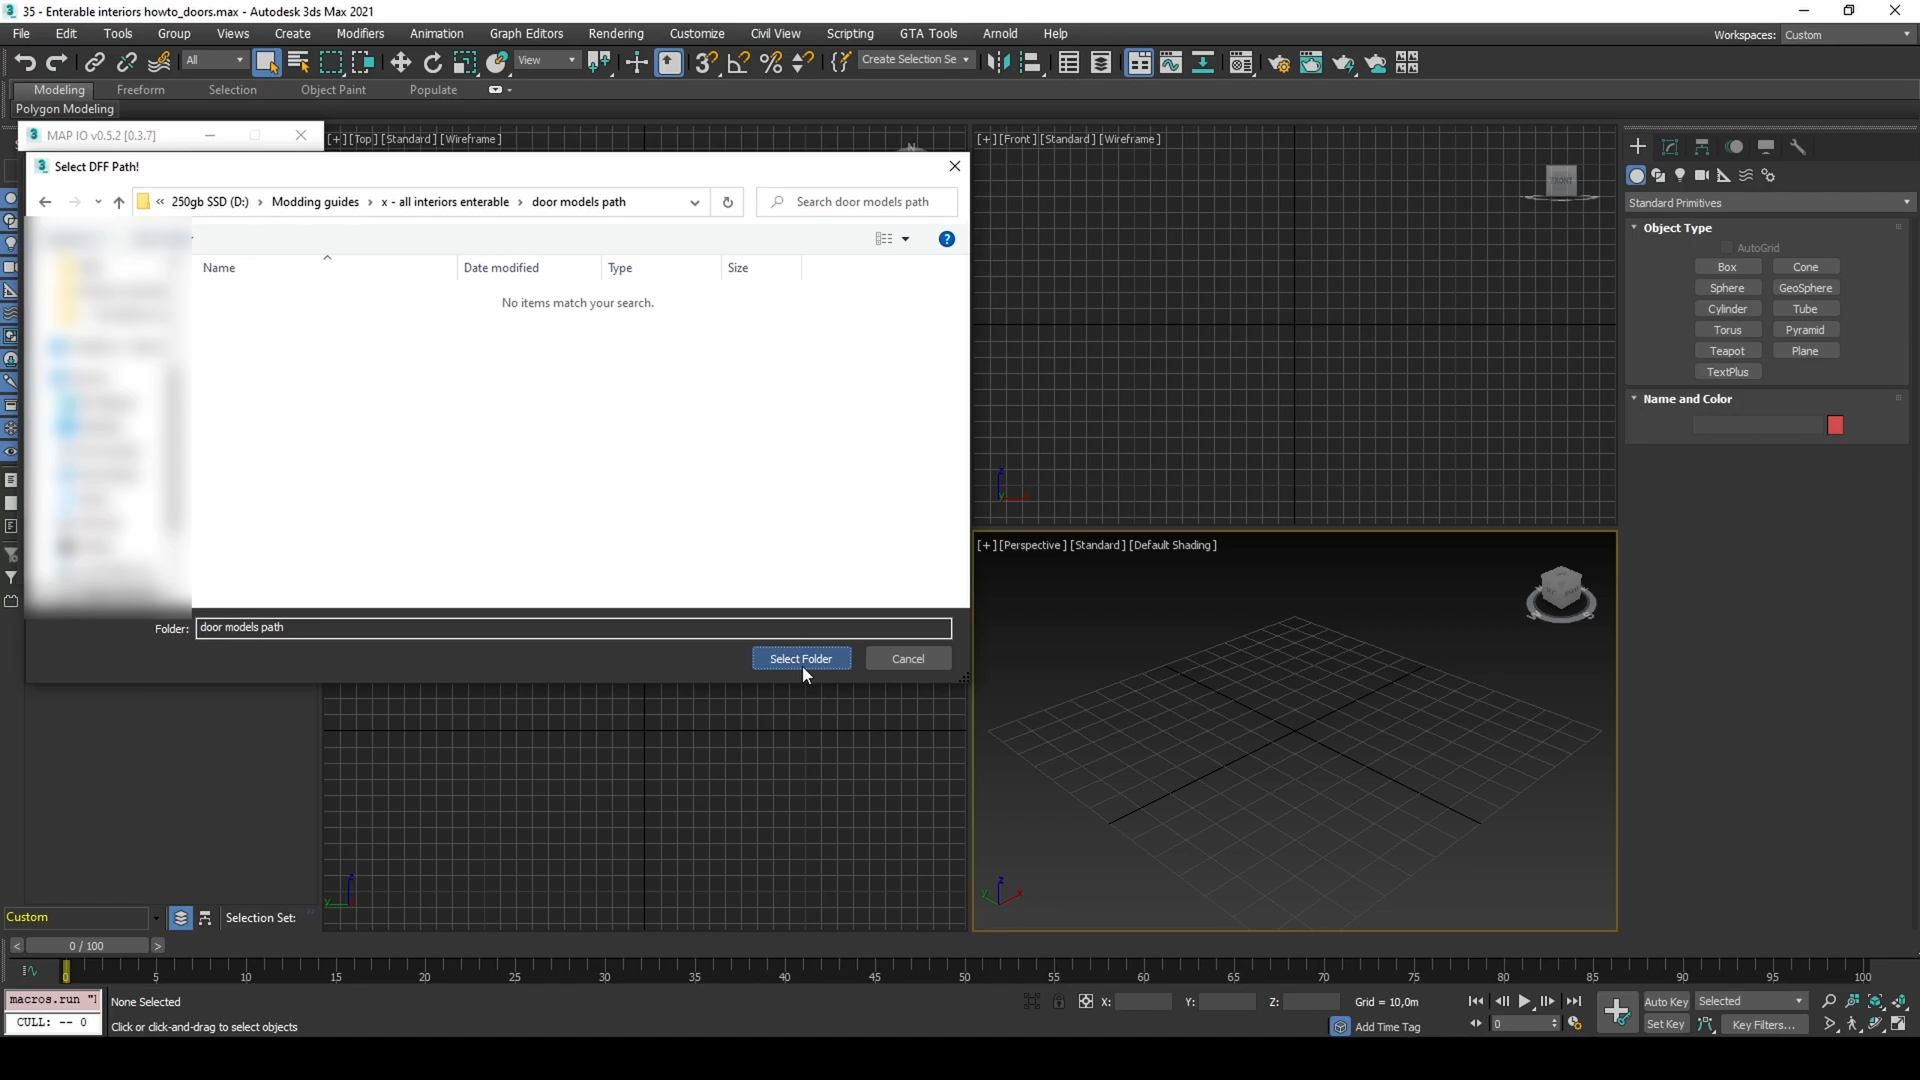 35 - Enterable interiors howto_doors.max - Autodesk 3ds Max 2021
File Edit Tools Group Views Create Modifiers Animation Graph Editors Rendering Customize Civil View Scripting GTA Tools Arnold Help
Workspaces: Custom
All View Create Selection Se
Modeling Freeform Selection Object Paint Populate
Polygon Modeling
MAP IO v0.5.2 [0.3.7]
[+] [Top] [Standard] [Wireframe]
[+] [Front] [Standard] [Wireframe]
Select DFF Path!
« 250gb SSD (D:) › Modding guides › x - all interiors enterable › door models path
Search door models path
Name Date modified Type Size
No items match your search.
Folder: door models path
Select Folder Cancel
FRONT
Standard Primitives
Object Type
AutoGrid
Box Cone
Sphere GeoSphere
Cylinder Tube
Torus Pyramid
Teapot Plane
TextPlus
Name and Color
[+] [Perspective] [Standard] [Default Shading]
Custom
Selection Set:
0 / 100
0 5 10 15 20 25 30 35 40 45 50 55 60 65 70 75 80 85 90 95 100
macros.run "M
CULL: -- 0
None Selected
Click or click-and-drag to select objects
X: Y: Z: Grid = 10,0m
Add Time Tag
0
Auto Key Selected
Set Key Key Filters...